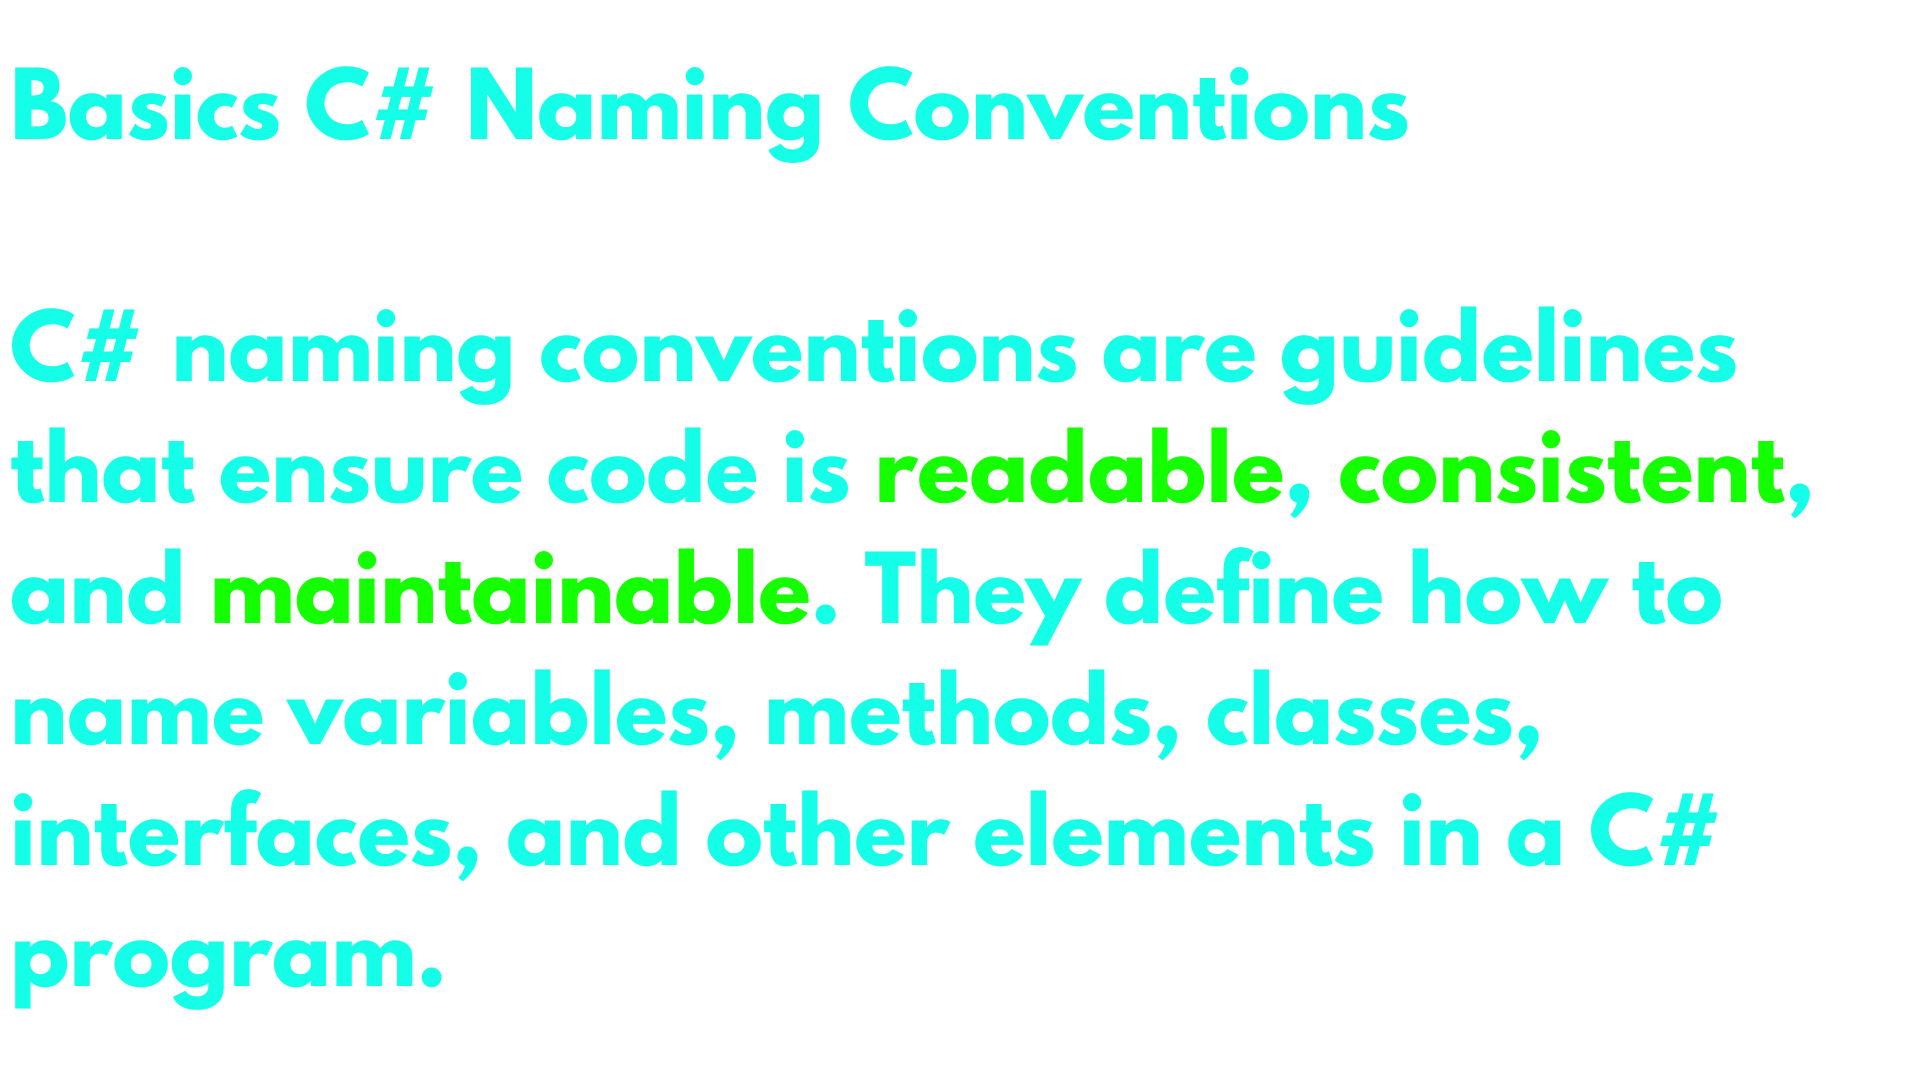 Basics C# Naming Conventions
C# naming conventions are guidelines
that ensure code is readable, consistent,
and maintainable. They define how to
name variables, methods, classes,
interfaces, and other elements in a C#
program.